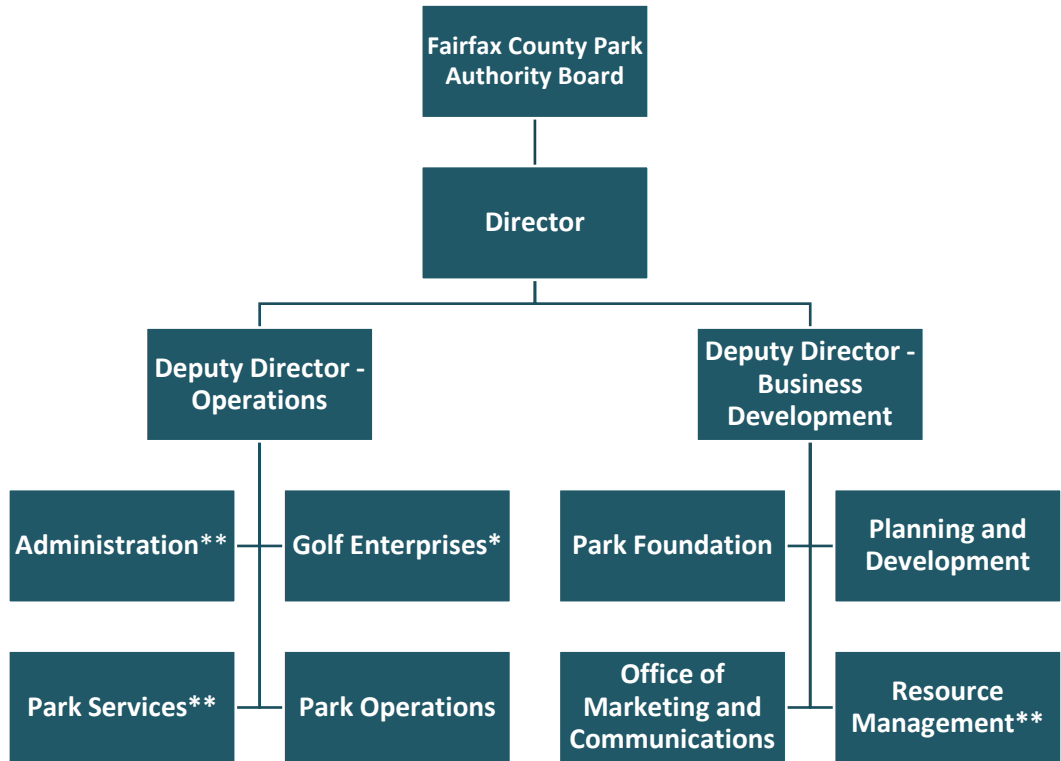 Fairfax County Park
Authority Board
Director
Deputy Director -
Operations
Deputy Director -
Business
Development
Administration**
Golf Enterprises*
Park Foundation
Planning and
Development
Park Services**
Park Operations
Office of
Marketing and
Communications
Resource
Management**